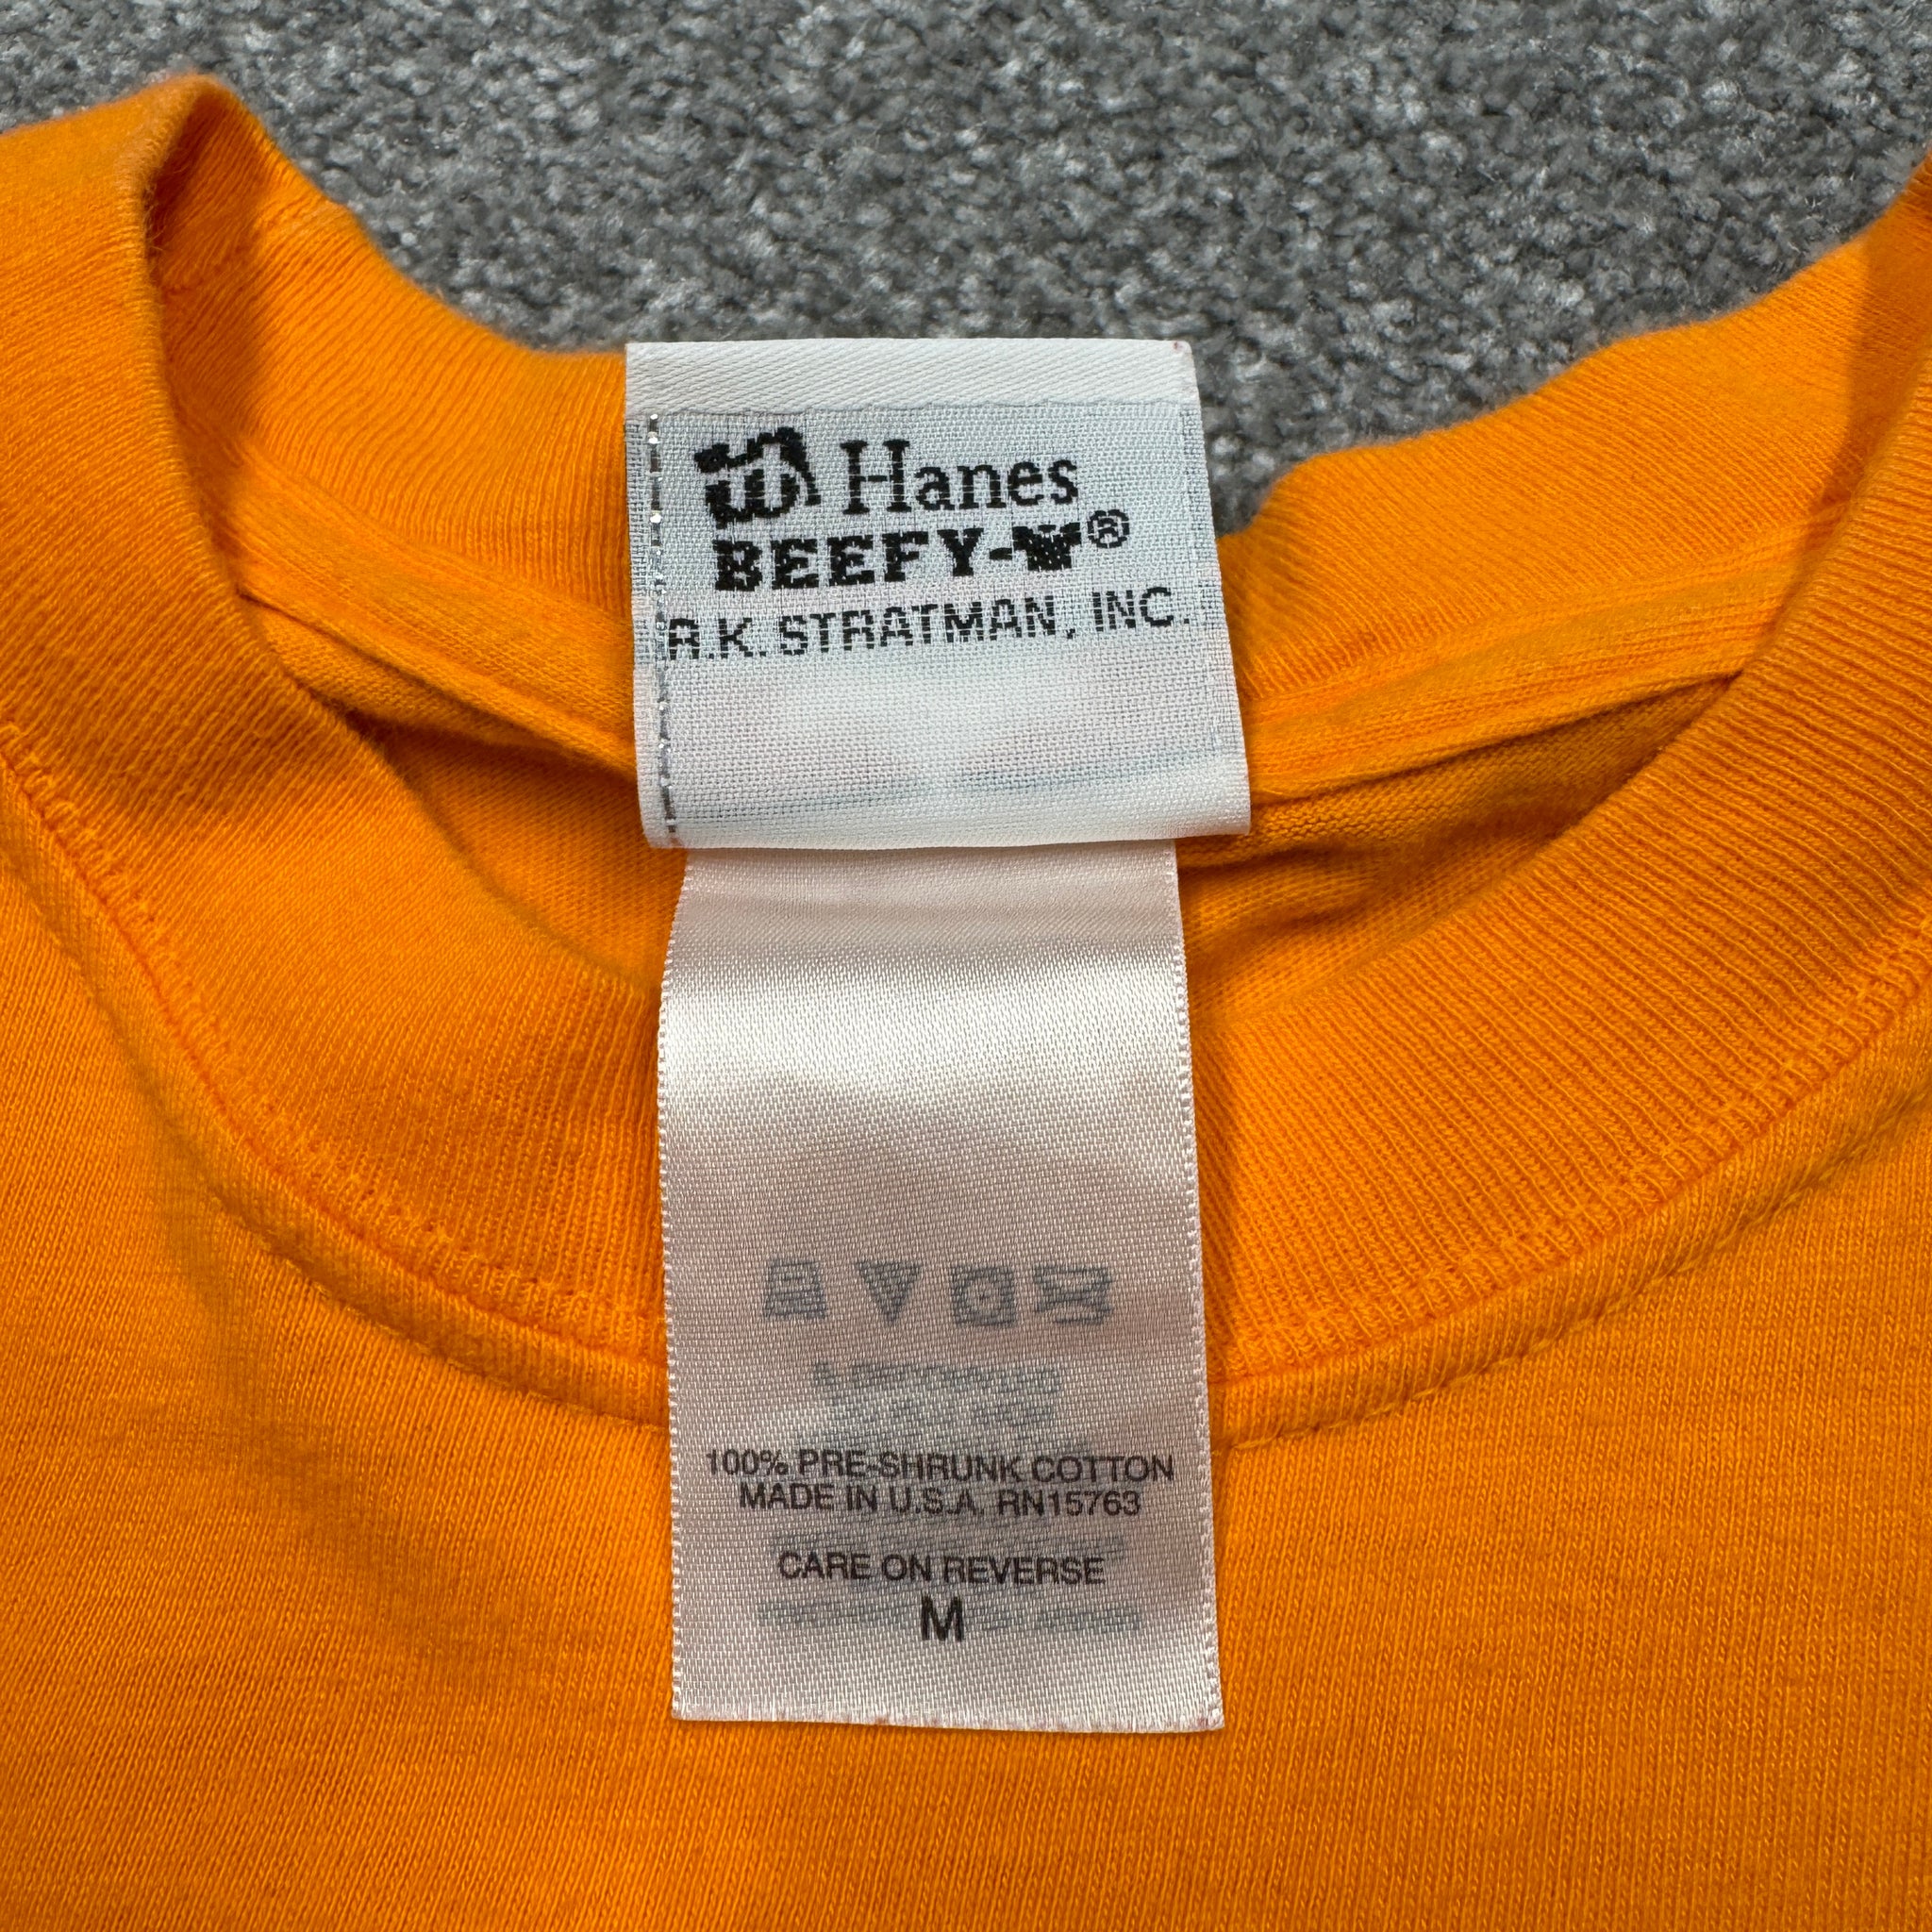 Hanes
BEEFY-T®
R.K. STRATMAN, INC.
100% PRE-SHRUNK COTTON
MADE IN U.S.A. RN15763
CARE ON REVERSE
M